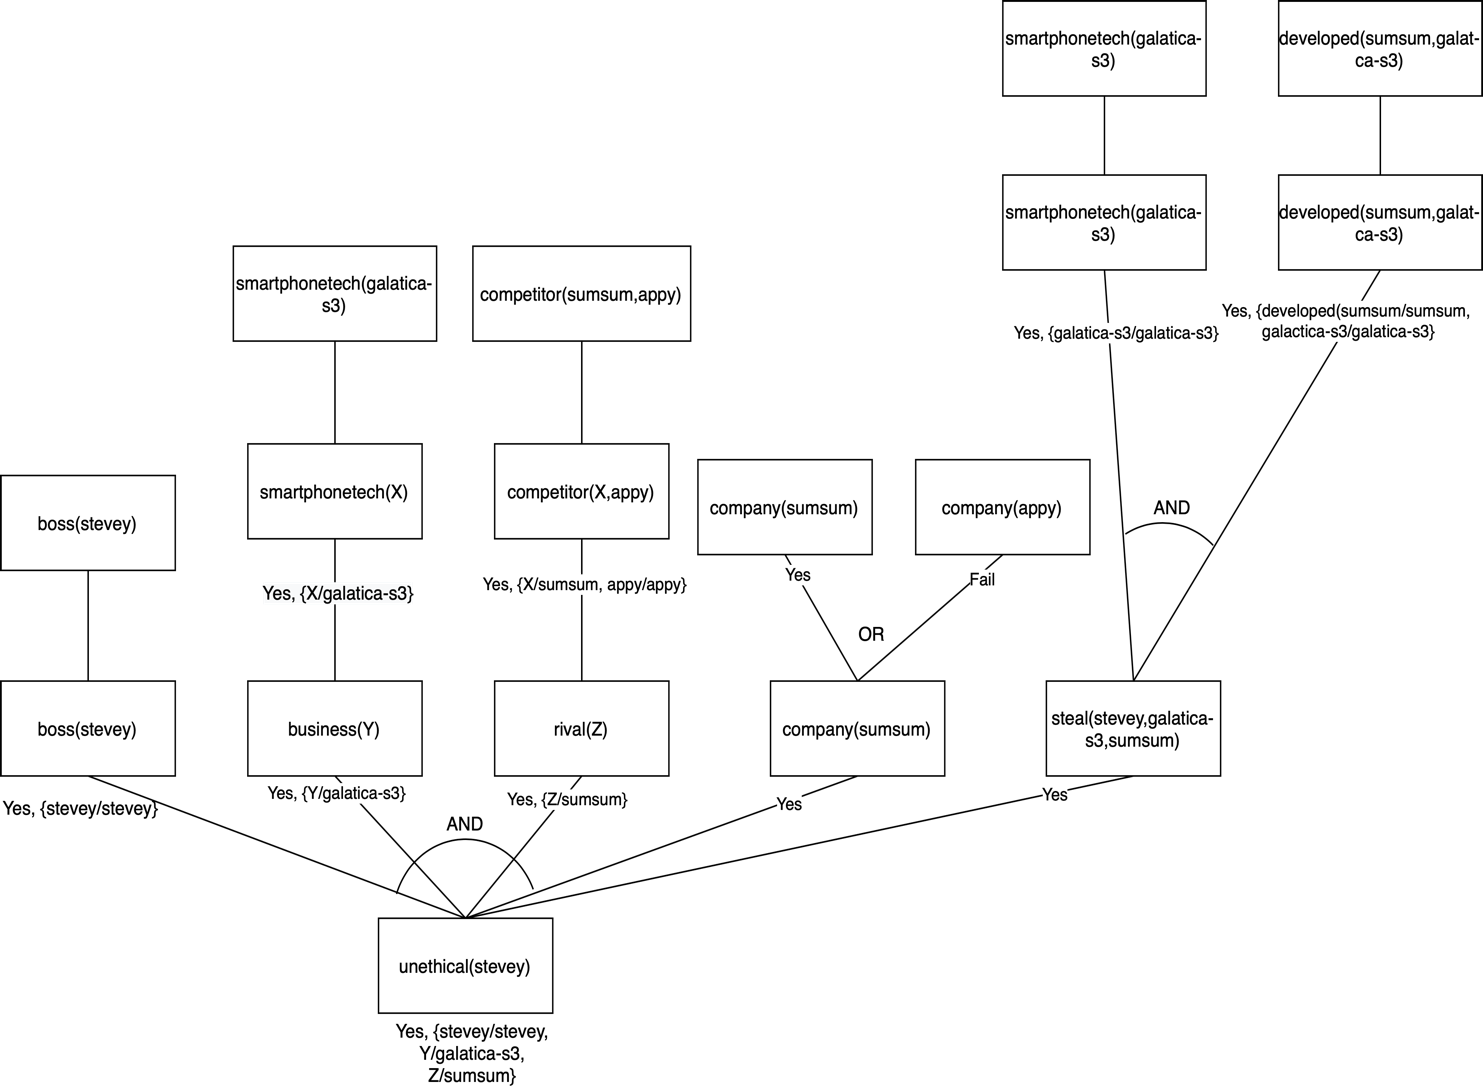 smartphonetech(galatica-
s3)
developed(sumsum,galat-
ca-s3)
smartphonetech(galatica-
s3)
developed(sumsum,galat-
ca-s3)
smartphonetech(galatica-
s3)
competitor(sumsum,appy)
Yes, {galatica-s3/galatica-s3}
Yes, {developed(sumsum/sumsum,
galactica-s3/galatica-s3}
boss(stevey)
smartphonetech(X)
competitor(X,appy)
company(sumsum)
company(appy)
AND
Yes, {X/galatica-s3}
Yes, {X/sumsum, appy/appy}
Yes
Fail
OR
boss(stevey)
business(Y)
rival(Z)
company(sumsum)
steal(stevey,galatica-
s3,sumsum)
Yes, {stevey/stevey}
Yes, {Y/galatica-s3}
Yes, {Z/sumsum}
Yes
Yes
AND
unethical(stevey)
Yes, {stevey/stevey,
Y/galatica-s3,
Z/sumsum}